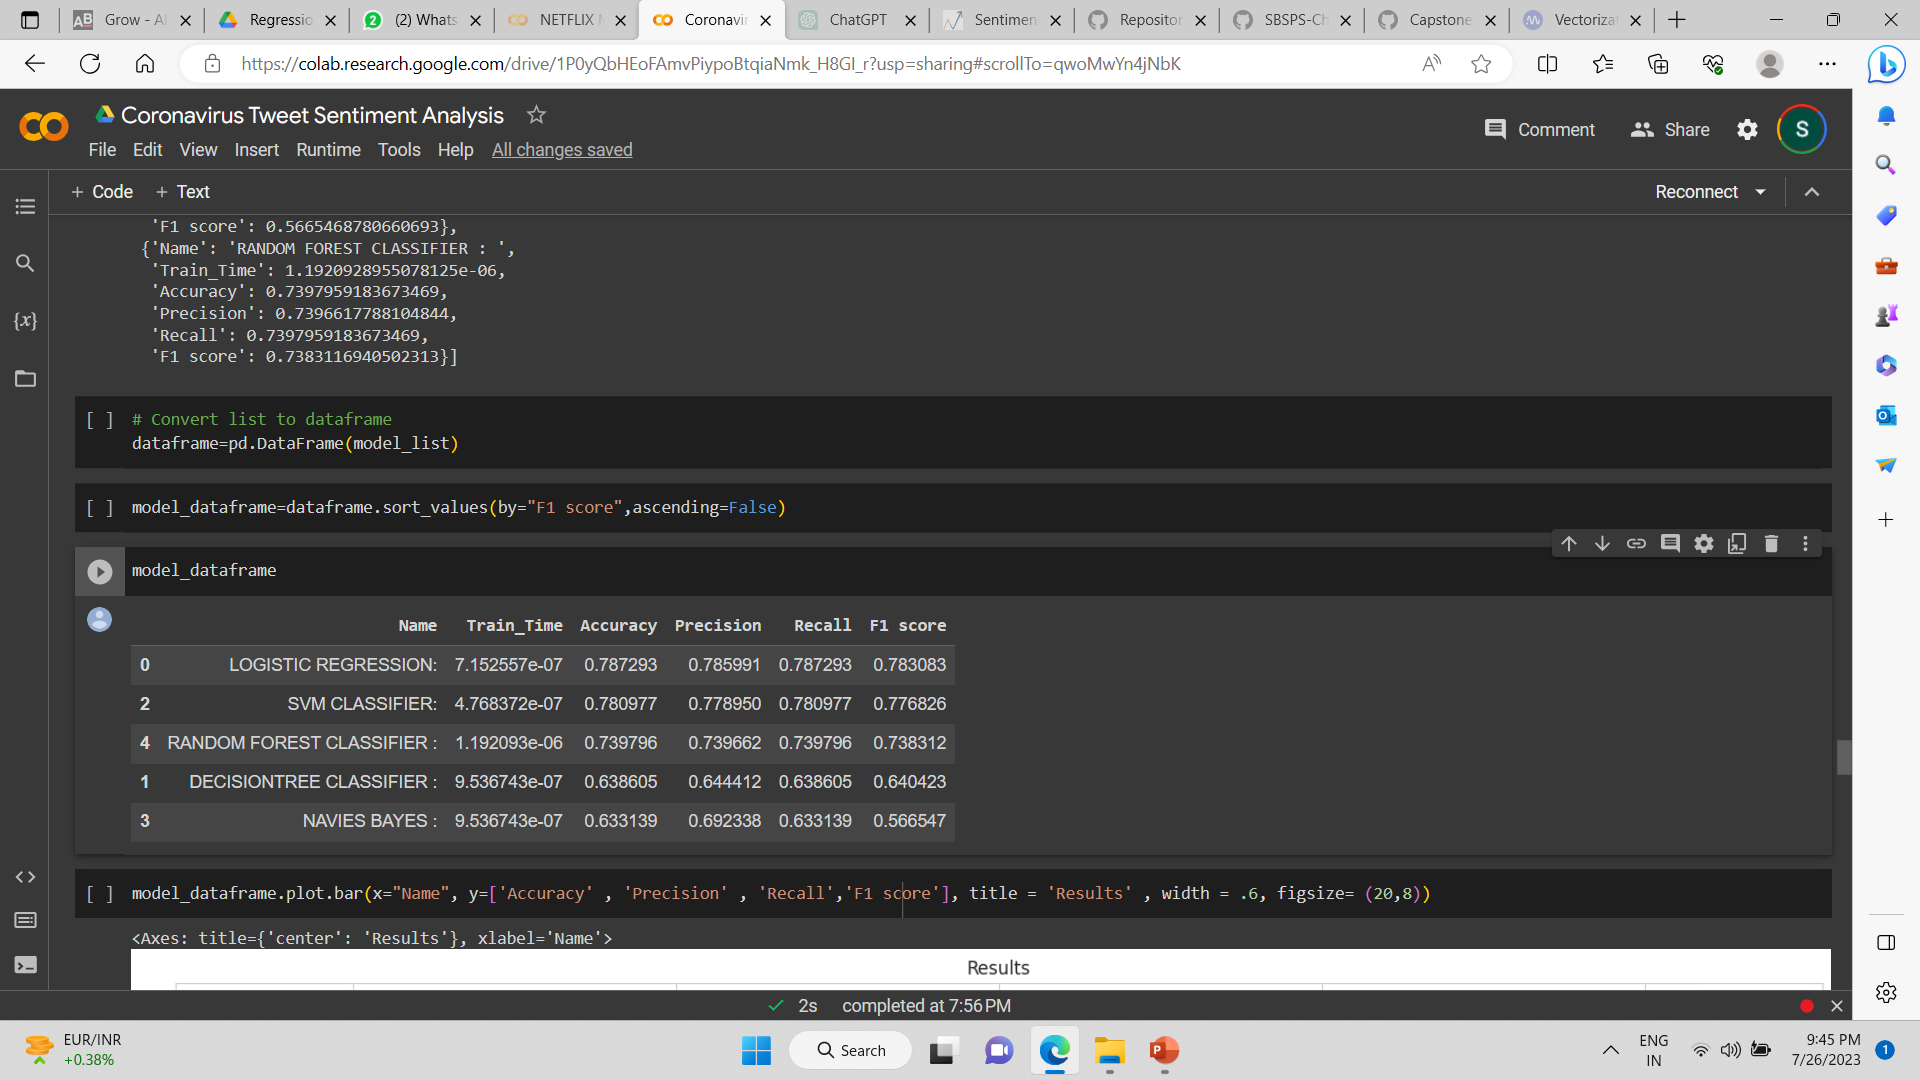 Grow - Al
Regressio
(2) Whats
NETFLIX M
Coronavir
ChatGPT
Sentimen
Repositor
SBSPS-Ch
Capstone
Vectorizat
https://colab.research.google.com/drive/1P0yQbHEoFAmvPiypoBtqiaNmk_H8GI_r?usp=sharing#scrollTo=qwoMwYn4jNbK
Coronavirus Tweet Sentiment Analysis
Comment
Share
S
File Edit View Insert Runtime Tools Help All changes saved
+ Code + Text
Reconnect
'F1 score': 0.5665468780660693},
{'Name': 'RANDOM FOREST CLASSIFIER : ',
'Train_Time': 1.1920928955078125e-06,
'Accuracy': 0.7397959183673469,
'Precision': 0.7396617788104844,
'Recall': 0.7397959183673469,
'F1 score': 0.7383116940502313}]
[ ] # Convert list to dataframe
dataframe=pd.DataFrame(model_list)
[ ] model_dataframe=dataframe.sort_values(by="F1 score",ascending=False)
model_dataframe
Name Train_Time Accuracy Precision Recall F1 score
0 LOGISTIC REGRESSION: 7.152557e-07 0.787293 0.785991 0.787293 0.783083
2 SVM CLASSIFIER: 4.768372e-07 0.780977 0.778950 0.780977 0.776826
4 RANDOM FOREST CLASSIFIER : 1.192093e-06 0.739796 0.739662 0.739796 0.738312
1 DECISIONTREE CLASSIFIER : 9.536743e-07 0.638605 0.644412 0.638605 0.640423
3 NAVIES BAYES : 9.536743e-07 0.633139 0.692338 0.633139 0.566547
[ ] model_dataframe.plot.bar(x="Name", y=['Accuracy' , 'Precision' , 'Recall','F1 score'], title = 'Results' , width = .6, figsize= (20,8))
<Axes: title={'center': 'Results'}, xlabel='Name'>
Results
2s completed at 7:56 PM
EUR/INR
+0.38%
Search
ENG
IN
9:45 PM
7/26/2023
1